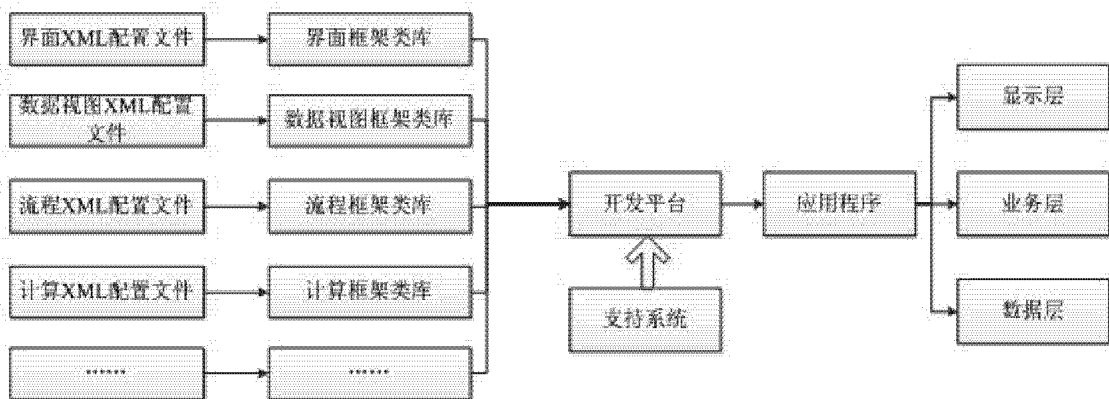 界面XML配置文件
界面框架类库
数据视图XML配置
文件
数据视图框架类库
流程XML配置文件
流程框架类库
计算XML配置文件
计算框架类库
……
……
开发平台
支持系统
应用程序
显示层
业务层
数据层